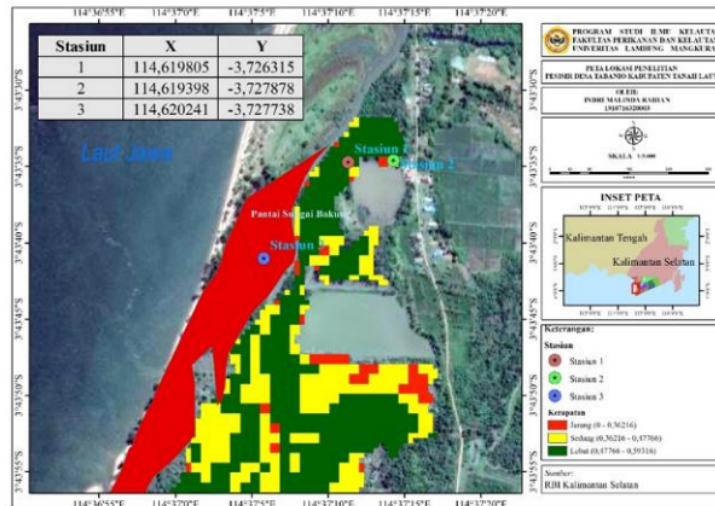 Stasiun X Y
1 114,619805 -3,726315
2 114,619398 -3,727878
3 114,620241 -3,727738
Laut Jawa
Stasiun 1
Stasiun 2
Stasiun
114°36'55"E 114°37'0"E 114°37'5"E 114°37'10"E 114°37'15"E 114°37'20"E
3°43'30"S
3°43'35"S
3°43'40"S
3°43'45"S
3°43'50"S
3°43'55"S
PROGRAM STUDI ILMU KELAUTAN
FAKULTAS PERIKANAN DAN KELAUTAN
UNIVERSITAS LAMBUNG MANGKURAT
PETA LOKASI PENELITIAN
PESISIR DESA TABANIO KABUPATEN TANAH LAUT
OLEH:
SKALA
INSET PETA
Kalimantan Tengah
Kalimantan Selatan
Keterangan:
Stasiun
Stasiun 1
Stasiun 2
Stasiun 3
Kerapatan
Jarang (0 - 0,36216)
Sedang (0,36216 - 0,47766)
Lebat (0,47766 - 0,59316)
Sumber:
RBI Kalimantan Selatan